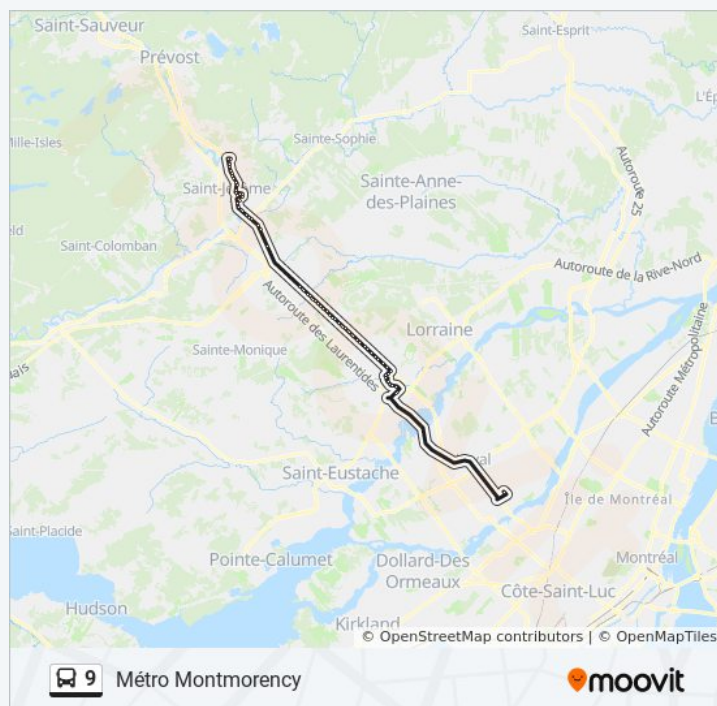 Saint-Sauveur
Prévost
Saint-Esprit
L'Ép
Mille-Isles
Sainte-Sophie
Autoroute 25
Saint-Jérôme
Sainte-Anne-
des-Plaines
Saint-Colomban
Autoroute de la Rive-Nord
Autoroute des Laurentides
Lorraine
Autoroute Métropolitaine
Sainte-Monique
ais
Saint-Eustache
val
Île de Montréal
Saint-Placide
Pointe-Calumet
Dollard-Des
Ormeaux
Montréal
Côte-Saint-Luc
Hudson
Kirkland
© OpenStreetMap contributors | © OpenMapTiles
9 Métro Montmorency
moovit